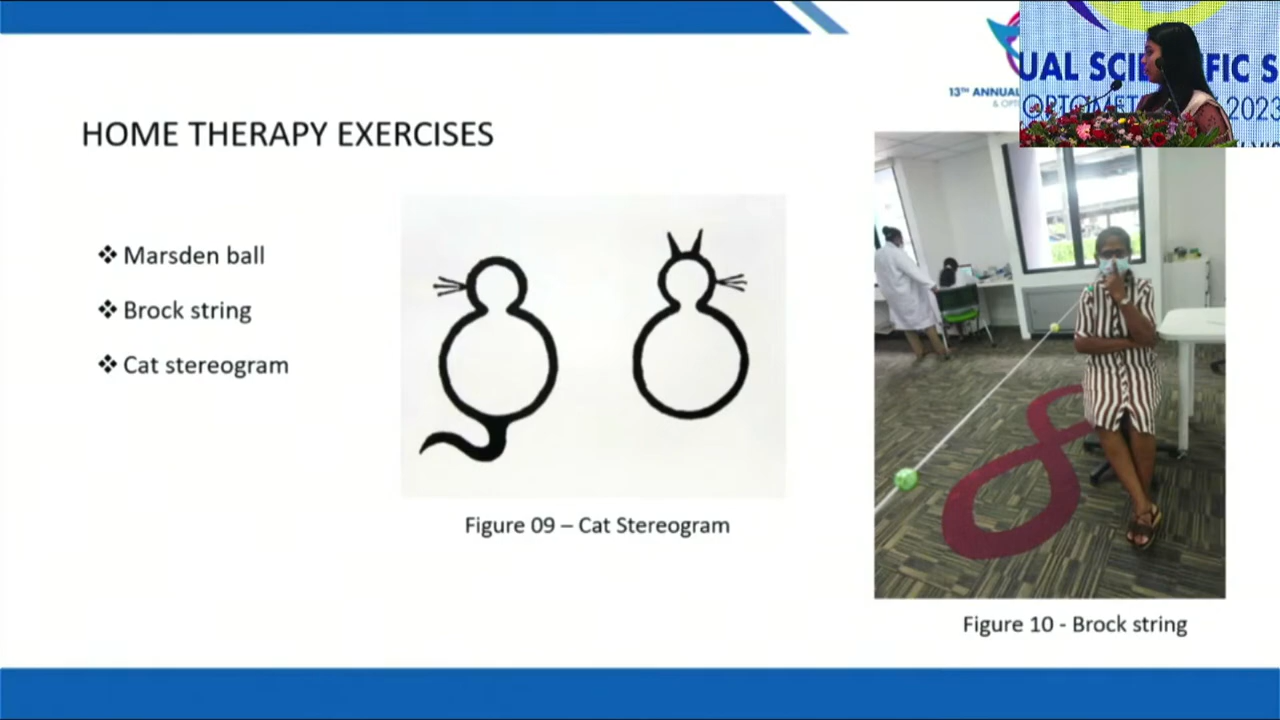 13TH ANNUAL
UAL SCIENTIFIC S
2023
HOME THERAPY EXERCISES
❖ Marsden ball
❖ Brock string
❖ Cat stereogram
Figure 09 – Cat Stereogram
Figure 10 - Brock string